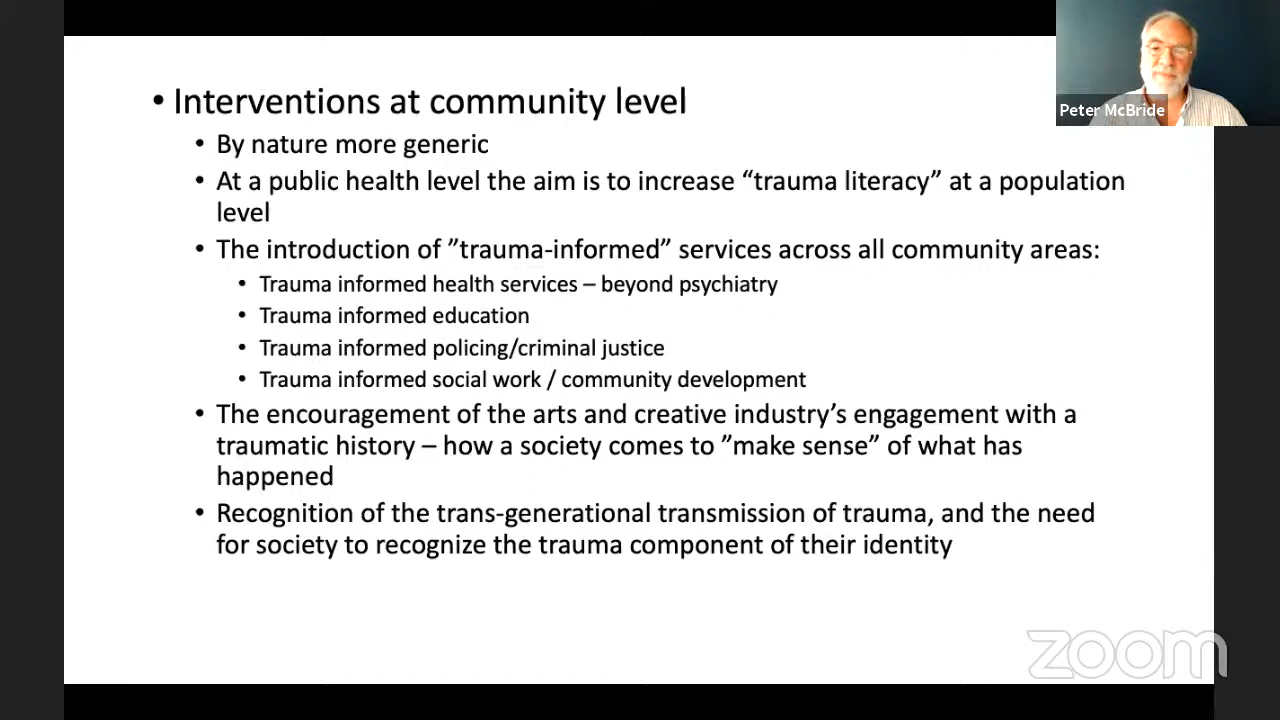 • Interventions at community level
• By nature more generic
• At a public health level the aim is to increase “trauma literacy” at a population
level
• The introduction of ”trauma-informed” services across all community areas:
• Trauma informed health services – beyond psychiatry
• Trauma informed education
• Trauma informed policing/criminal justice
• Trauma informed social work / community development
• The encouragement of the arts and creative industry’s engagement with a
traumatic history – how a society comes to ”make sense” of what has
happened
• Recognition of the trans-generational transmission of trauma, and the need
for society to recognize the trauma component of their identity
Peter McBride
zoom